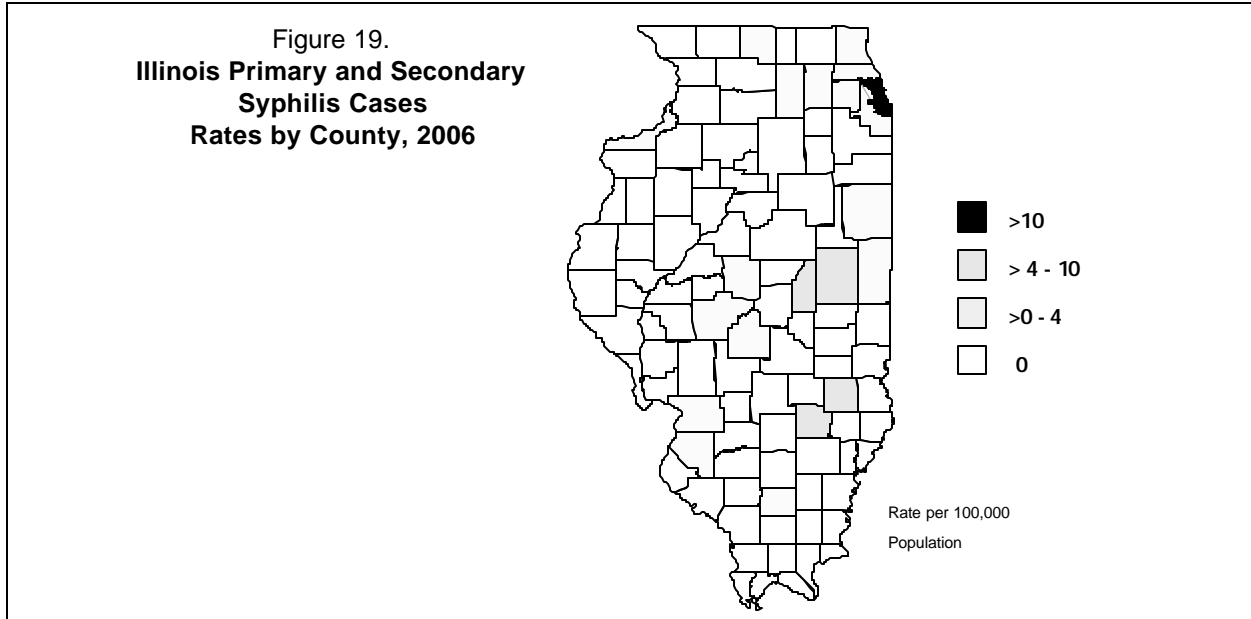 Figure 19.
Illinois Primary and Secondary
Syphilis Cases
Rates by County, 2006
>10
> 4 - 10
>0 - 4
0
Rate per 100,000
Population